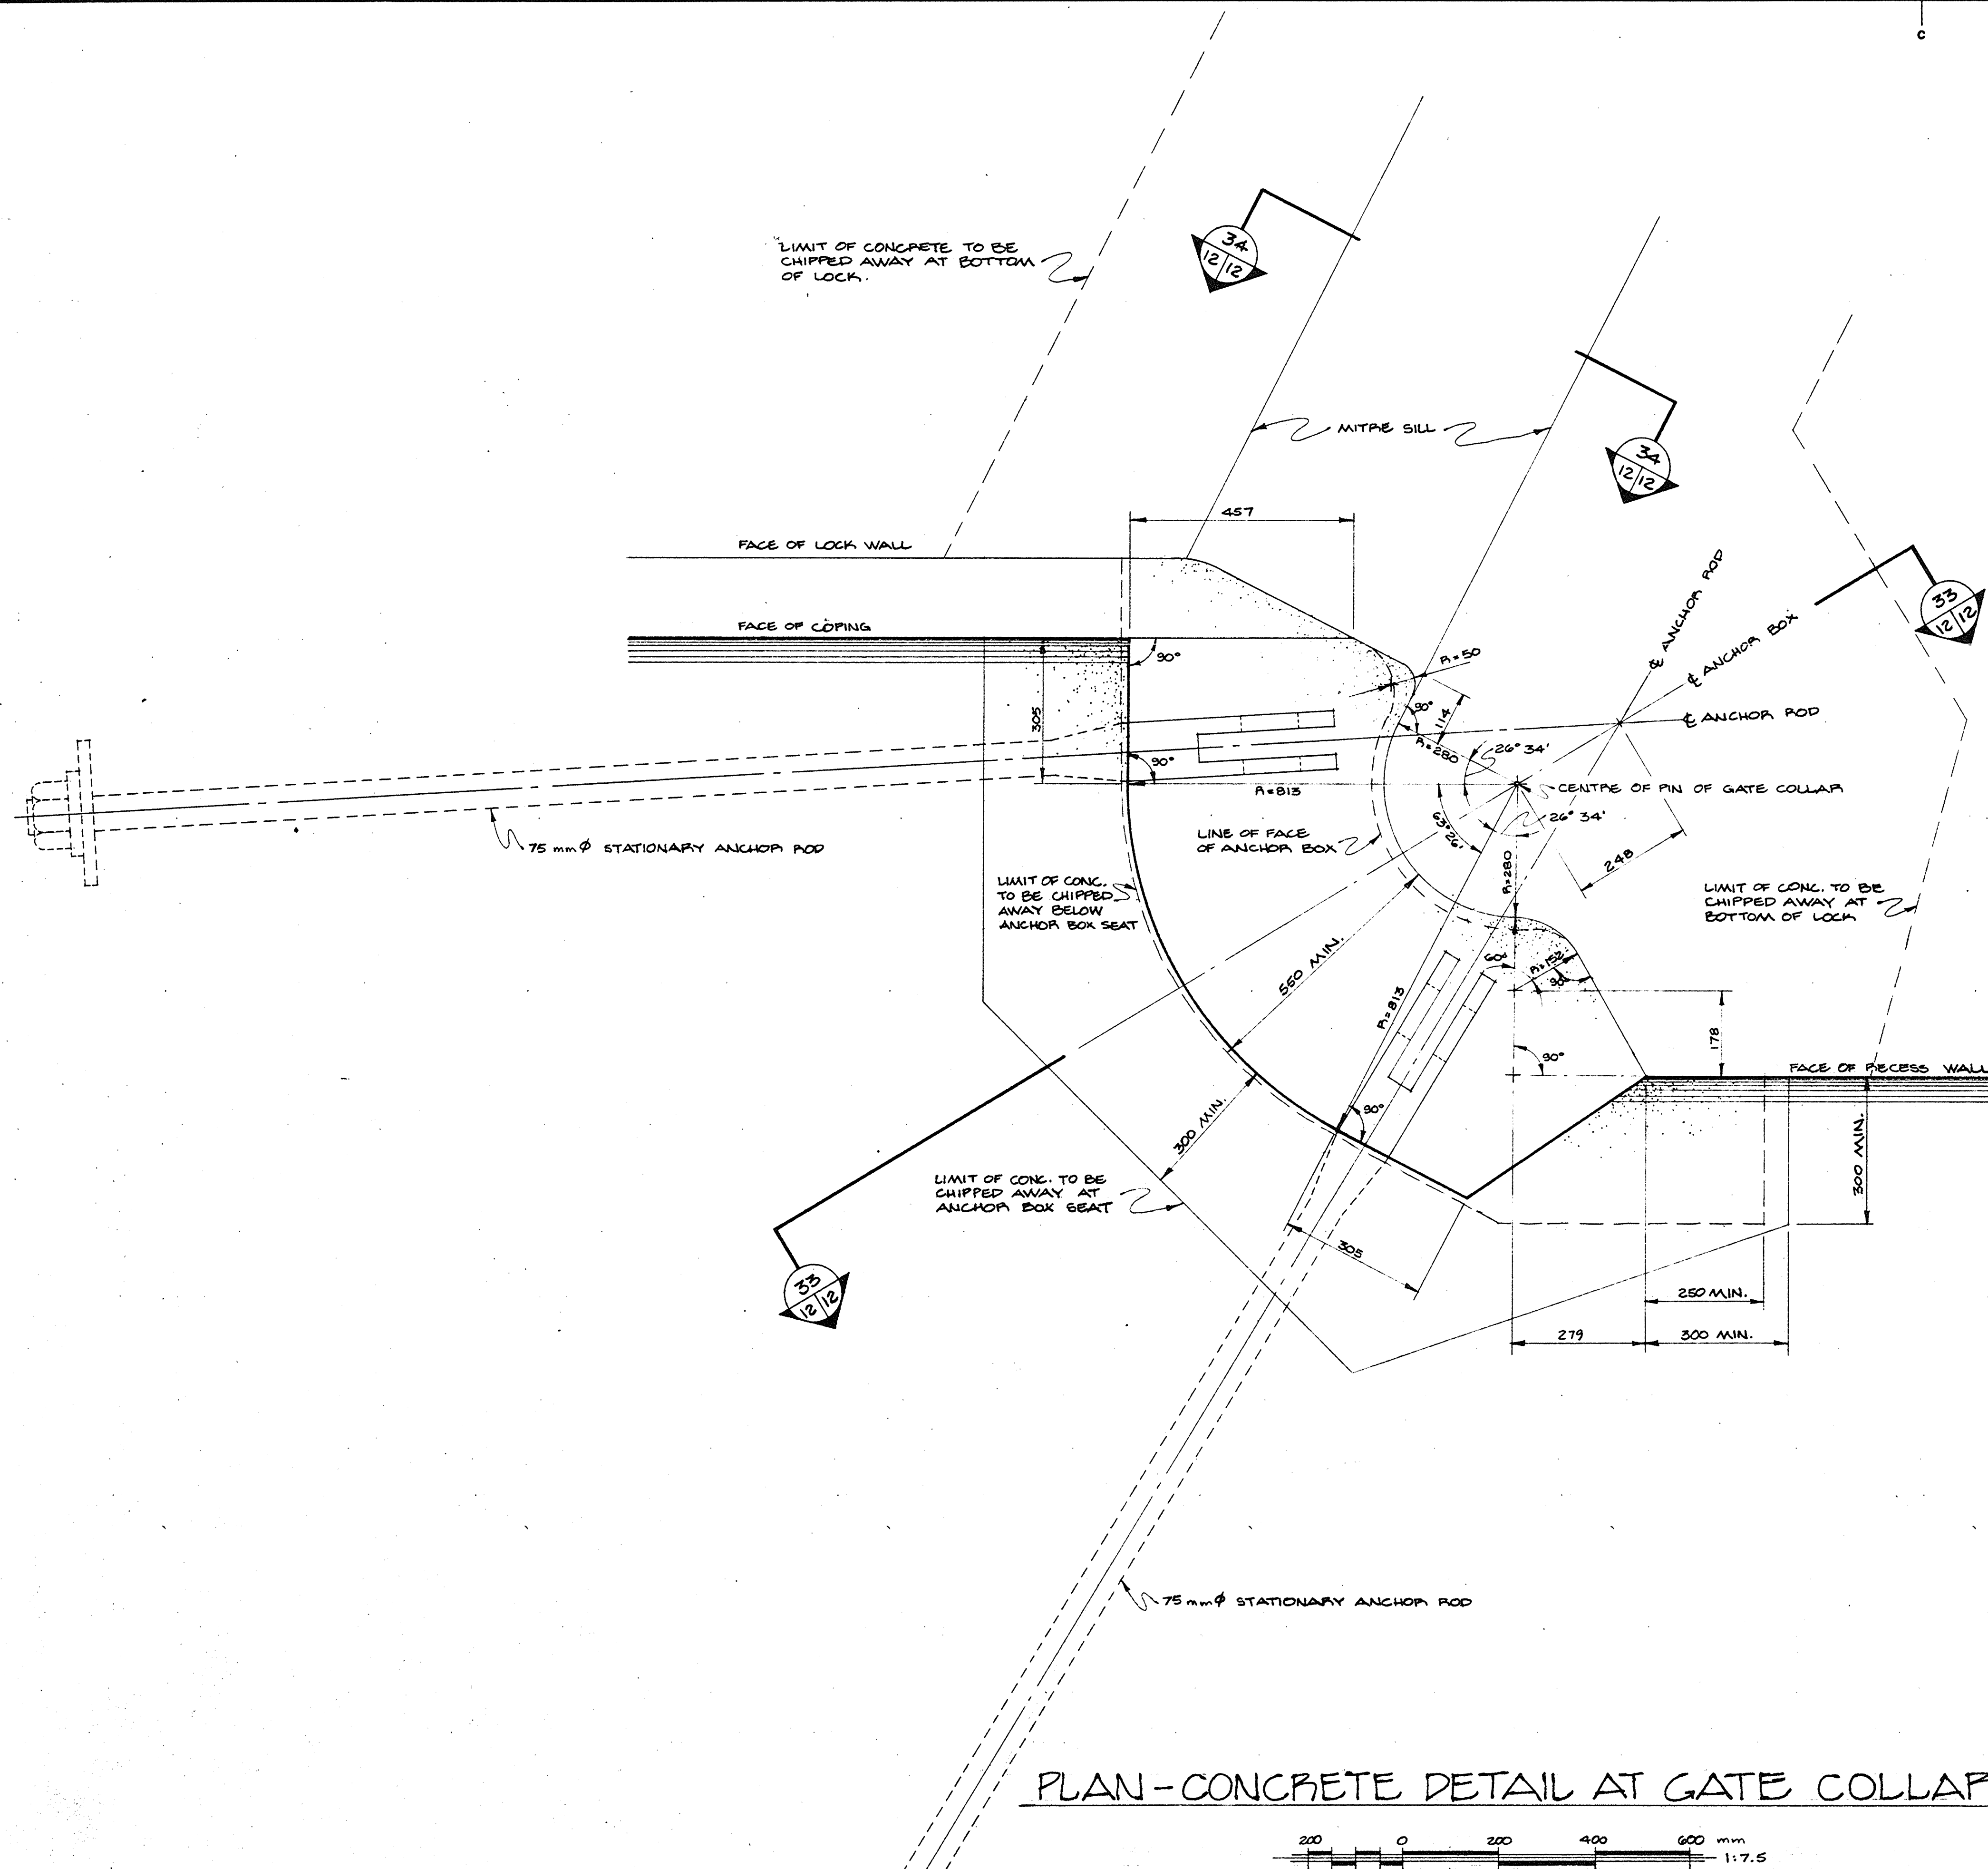 C
LIMIT OF CONCRETE TO BE
CHIPPED AWAY AT BOTTOM
OF LOCK.
34
12 12
MITRE SILL
34
12 12
457
FACE OF LOCK WALL
FACE OF COPING
90°
R=50
℄ ANCHOR ROD
℄ ANCHOR BOX
33
12 12
305
90°
114
R=280
26° 34'
℄ ANCHOR ROD
90°
R=813
CENTRE OF PIN OF GATE COLLAR
26° 34'
63° 26'
75 mm Ø STATIONARY ANCHOR ROD
LINE OF FACE
OF ANCHOR BOX
R=280
248
LIMIT OF CONC.
TO BE CHIPPED
AWAY BELOW
ANCHOR BOX SEAT
LIMIT OF CONC. TO BE
CHIPPED AWAY AT
BOTTOM OF LOCK
550 MIN.
60°
R=152
90°
R=813
178
90°
FACE OF RECESS WALL
90°
300 MIN.
300 MIN.
LIMIT OF CONC. TO BE
CHIPPED AWAY AT
ANCHOR BOX SEAT
305
33
12 12
250 MIN.
279
300 MIN.
75 mm Ø STATIONARY ANCHOR ROD
PLAN-CONCRETE DETAIL AT GATE COLLAR
200 0 200 400 600 mm
1:7.5